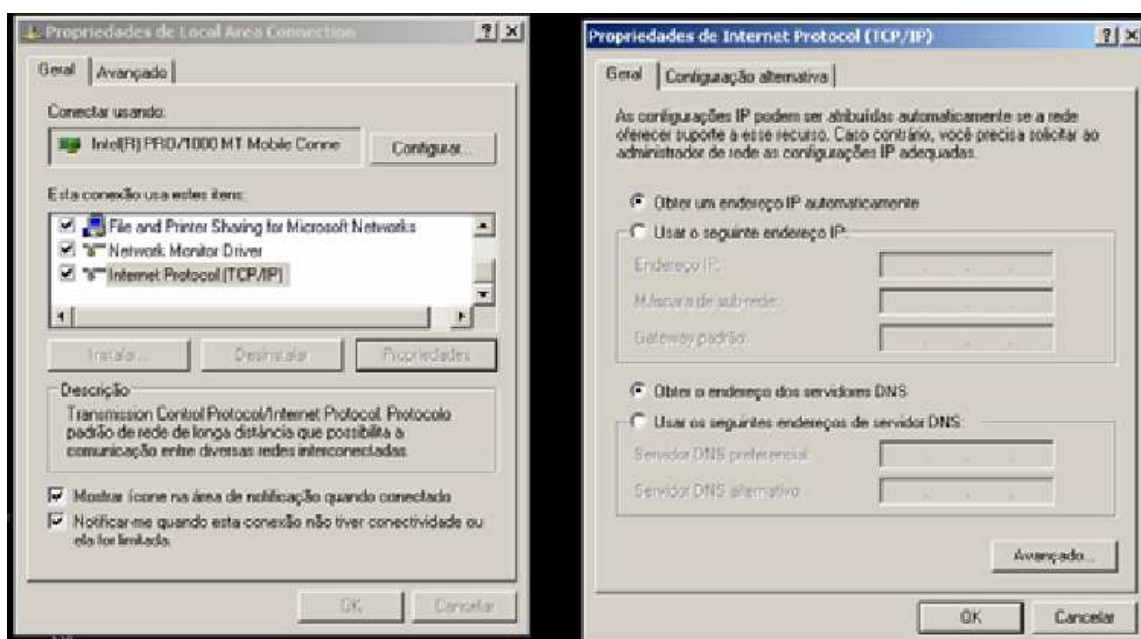 Propriedades de Local Area Connection
Geral
Avançado
Conectar usando:
Intel(R) PRO/1000 MT Mobile Conne
Configurar...
Esta conexão usa estes itens:
File and Printer Sharing for Microsoft Networks
Network Monitor Driver
Internet Protocol (TCP/IP)
Instalar...
Desinstalar
Propriedades
Descrição
Transmission Control Protocol/Internet Protocol. Protocolo
padrão de rede de longa distância que possibilita a
comunicação entre diversas redes interconectadas.
Mostrar ícone na área de notificação quando conectado
Notificar-me quando esta conexão não tiver conectividade ou
ela for limitada.
OK
Cancelar
Propriedades de Internet Protocol (TCP/IP)
Geral
Configuração alternativa
As configurações IP podem ser atribuídas automaticamente se a rede
oferecer suporte a esse recurso. Caso contrário, você precisa solicitar ao
administrador de rede as configurações IP adequadas.
Obter um endereço IP automaticamente
Usar o seguinte endereço IP:
Endereço IP:
Máscara de sub-rede:
Gateway padrão:
Obter o endereço dos servidores DNS
Usar os seguintes endereços de servidor DNS:
Servidor DNS preferencial:
Servidor DNS alternativo:
Avançado...
OK
Cancelar